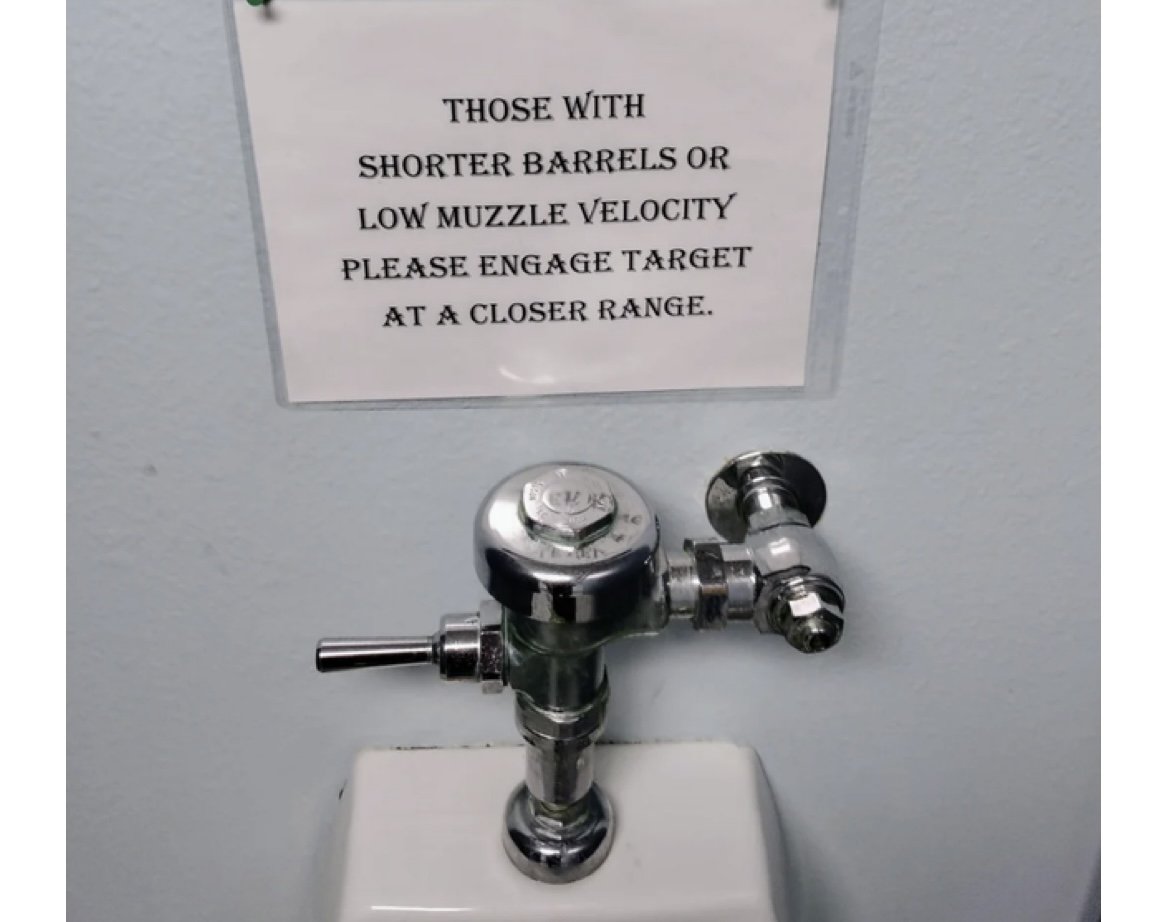 THOSE WITH
SHORTER BARRELS OR
LOW MUZZLE VELOCITY
PLEASE ENGAGE TARGET
AT A CLOSER RANGE.